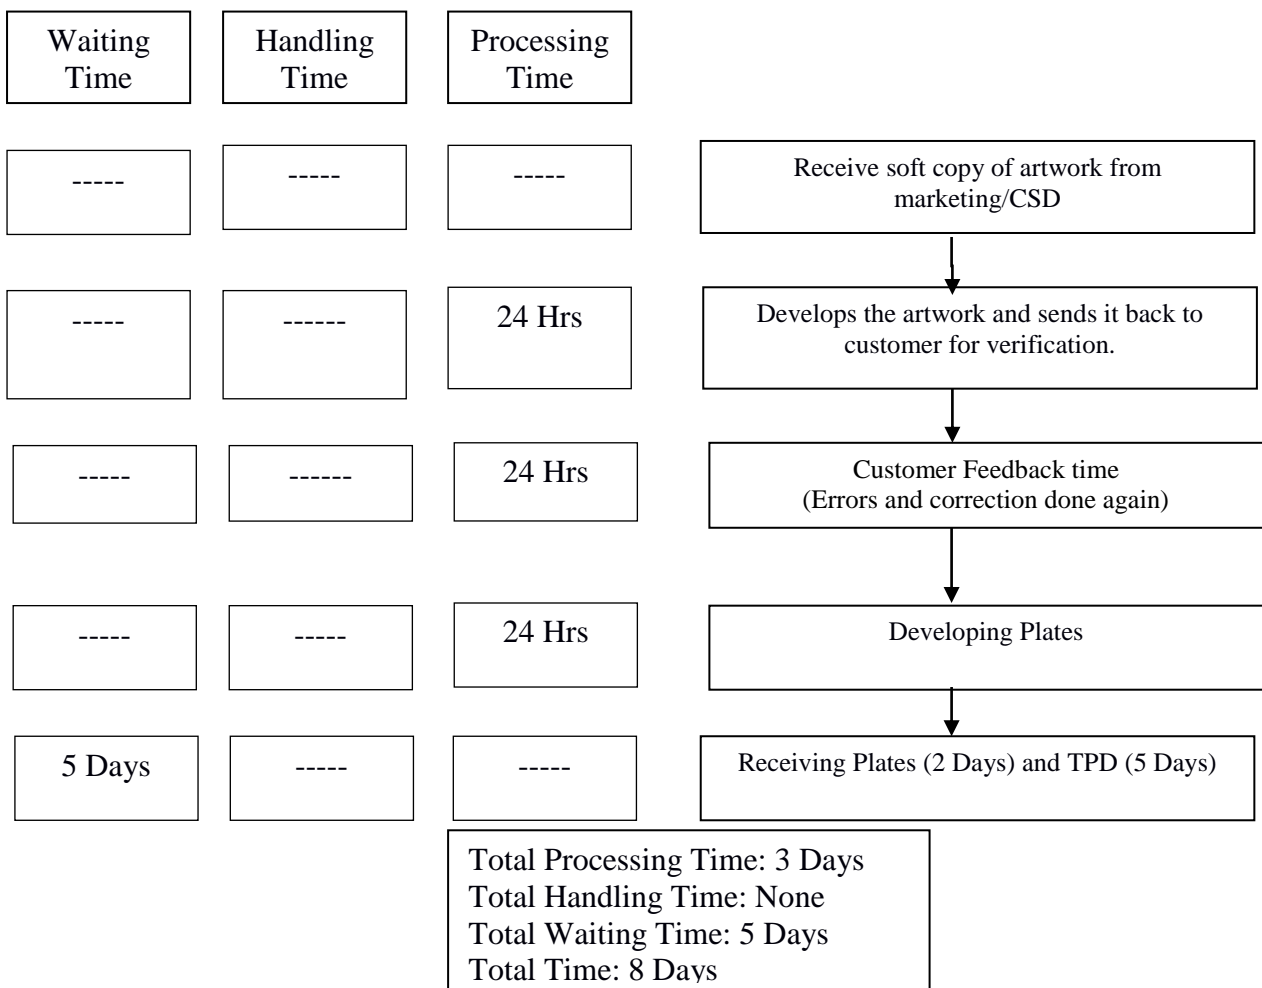 Waiting
Time
Handling
Time
Processing
Time
-----
-----
-----
Receive soft copy of artwork from
marketing/CSD
-----
------
24 Hrs
Develops the artwork and sends it back to
customer for verification.
-----
------
24 Hrs
Customer Feedback time
(Errors and correction done again)
-----
-----
24 Hrs
Developing Plates
5 Days
-----
-----
Receiving Plates (2 Days) and TPD (5 Days)
Total Processing Time: 3 Days
Total Handling Time: None
Total Waiting Time: 5 Days
Total Time: 8 Days